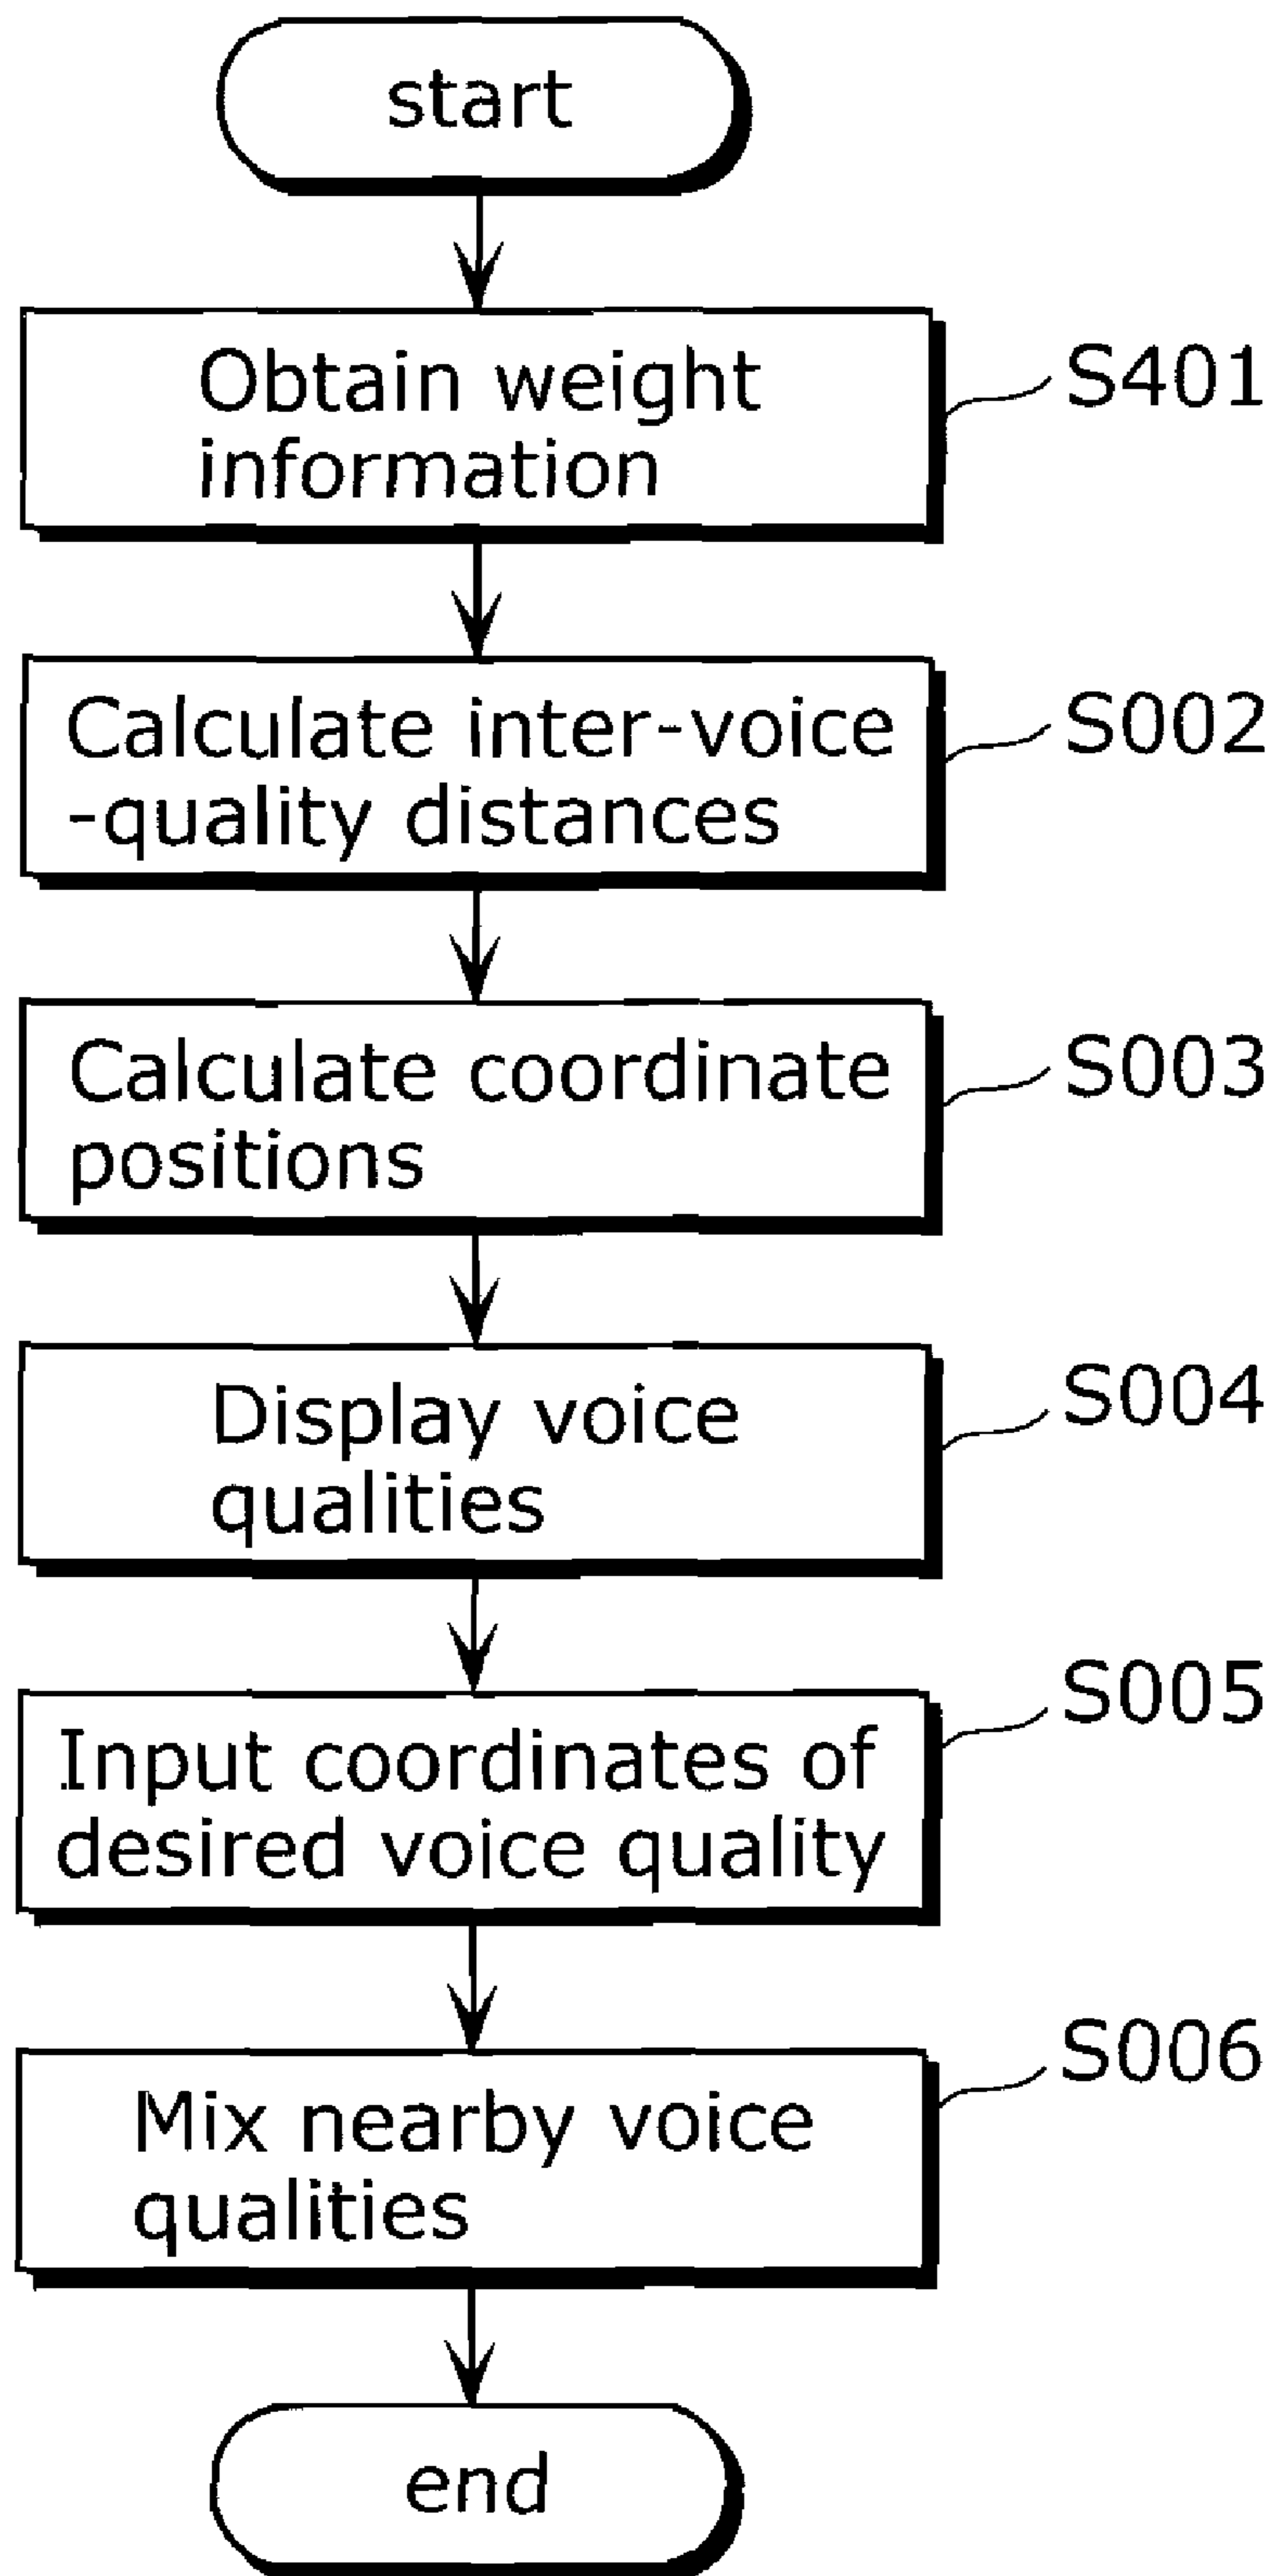 start
Obtain weight
information
S401
Calculate inter-voice
-quality distances
S002
Calculate coordinate
positions
S003
Display voice
qualities
S004
Input coordinates of
desired voice quality
S005
Mix nearby voice
qualities
S006
end